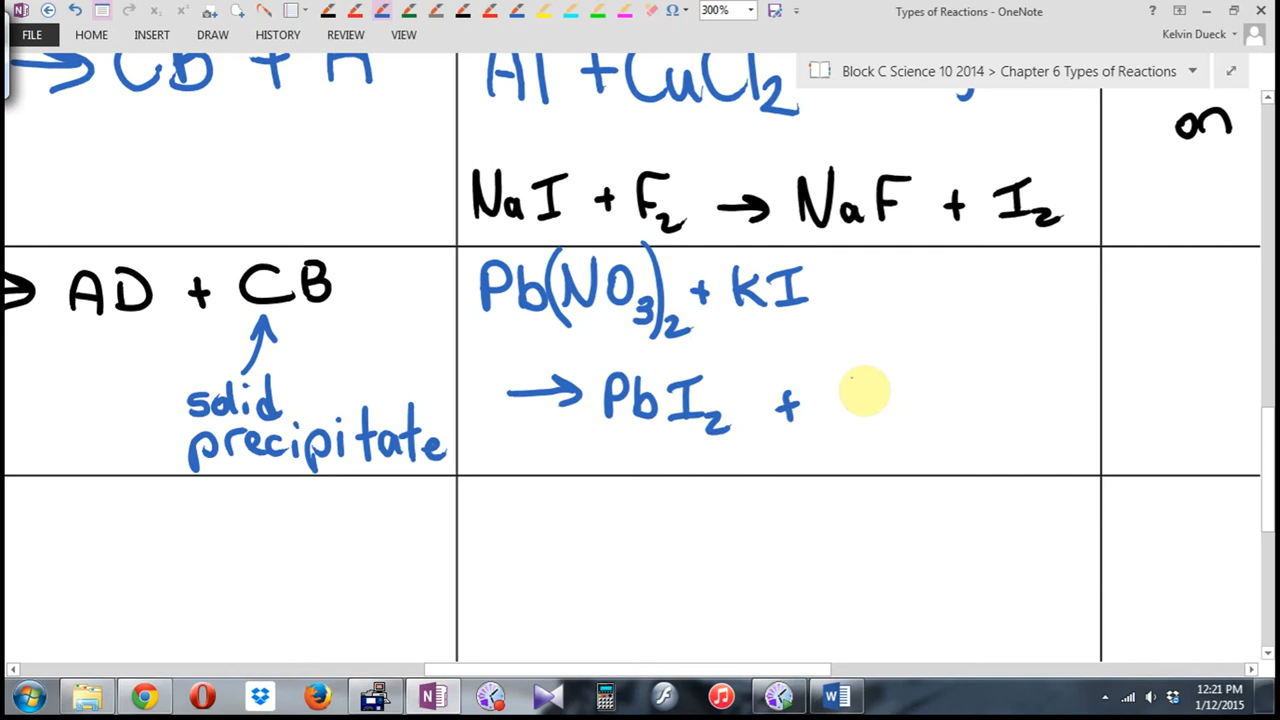 300%
Types of Reactions - OneNote
FILE HOME INSERT DRAW HISTORY REVIEW VIEW
Kelvin Dueck
Block C Science 10 2014 > Chapter 6 Types of Reactions
→ CB +
Al + CuCl2
on
NaI + F2 → NaF + I2
→ AD + CB
Pb(NO3)2 + KI
→ PbI2 +
solid
precipitate
12:21 PM
1/12/2015